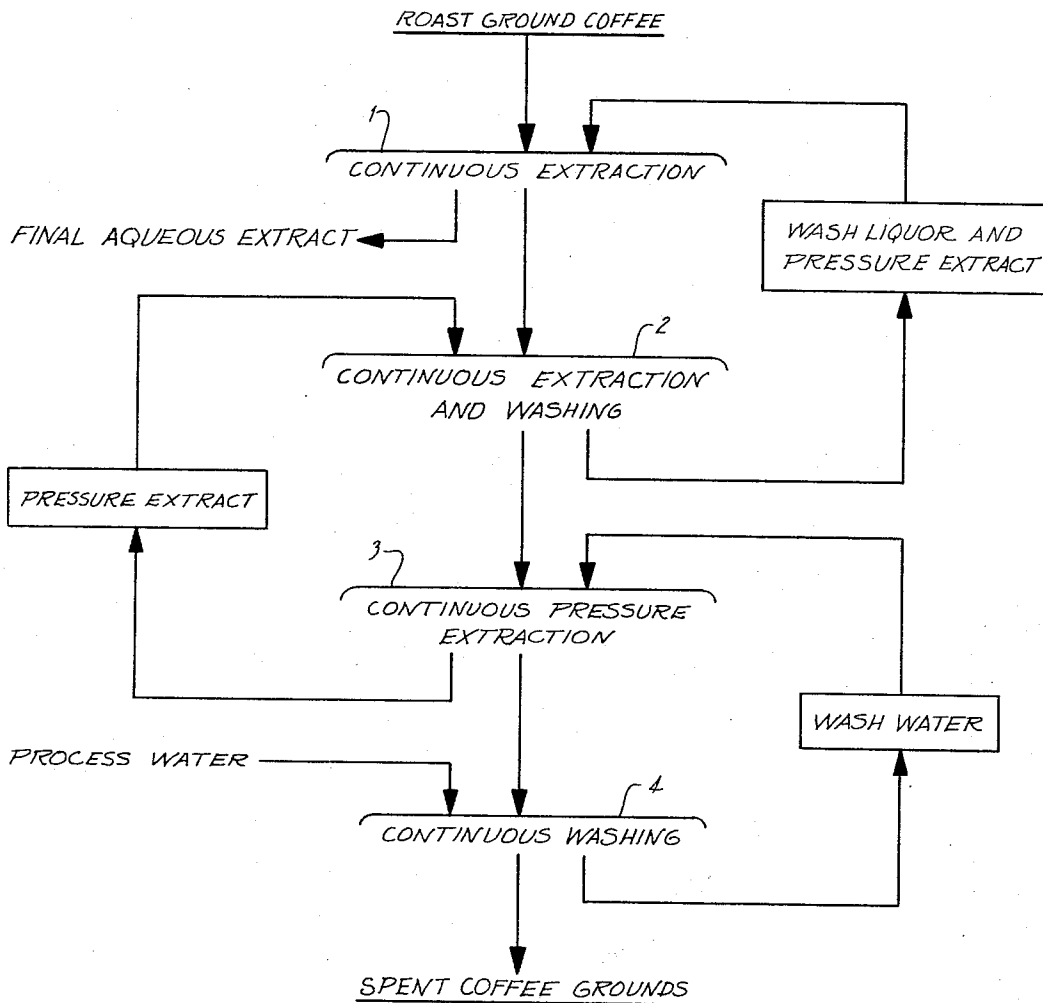 ROAST GROUND COFFEE
1
CONTINUOUS EXTRACTION
FINAL AQUEOUS EXTRACT
WASH LIQUOR AND
PRESSURE EXTRACT
2
CONTINUOUS EXTRACTION
AND WASHING
PRESSURE EXTRACT
3
CONTINUOUS PRESSURE
EXTRACTION
WASH WATER
PROCESS WATER
4
CONTINUOUS WASHING
SPENT COFFEE GROUNDS